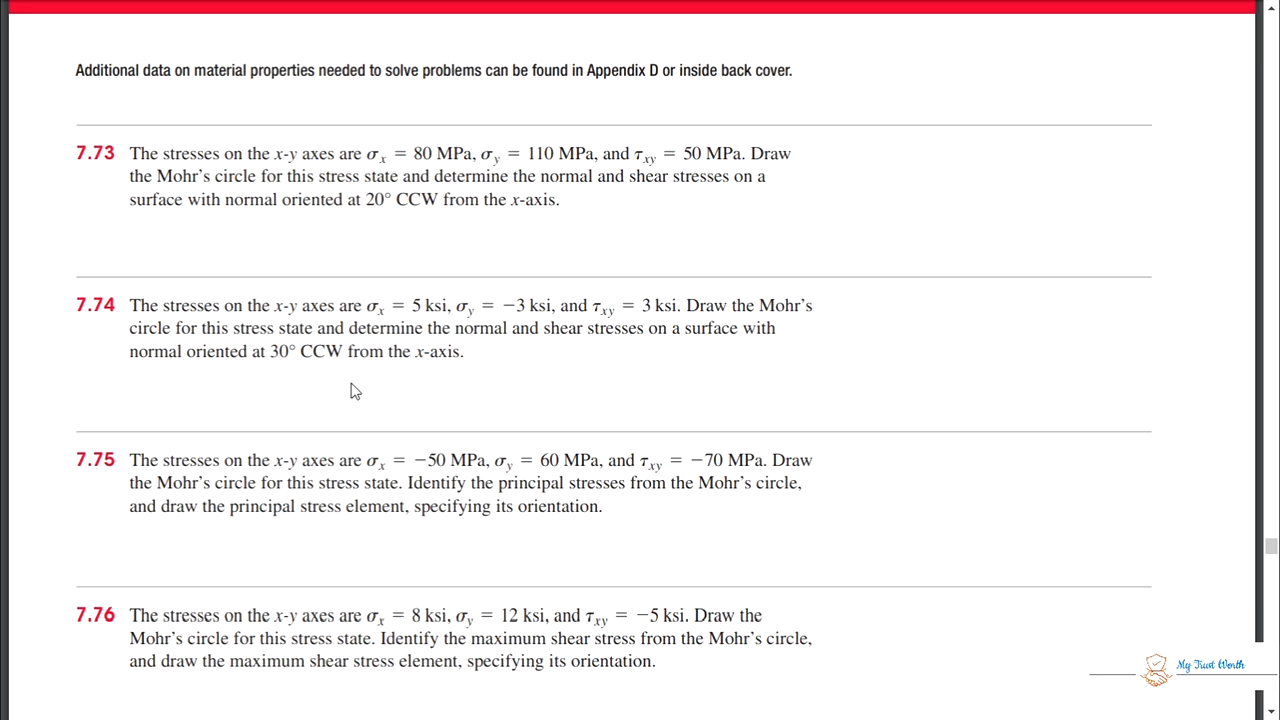 Additional data on material properties needed to solve problems can be found in Appendix D or inside back cover.
7.73 The stresses on the x-y axes are σx = 80 MPa, σy = 110 MPa, and τxy = 50 MPa. Draw
the Mohr’s circle for this stress state and determine the normal and shear stresses on a
surface with normal oriented at 20° CCW from the x-axis.
7.74 The stresses on the x-y axes are σx = 5 ksi, σy = −3 ksi, and τxy = 3 ksi. Draw the Mohr’s
circle for this stress state and determine the normal and shear stresses on a surface with
normal oriented at 30° CCW from the x-axis.
7.75 The stresses on the x-y axes are σx = −50 MPa, σy = 60 MPa, and τxy = −70 MPa. Draw
the Mohr’s circle for this stress state. Identify the principal stresses from the Mohr’s circle,
and draw the principal stress element, specifying its orientation.
7.76 The stresses on the x-y axes are σx = 8 ksi, σy = 12 ksi, and τxy = −5 ksi. Draw the
Mohr’s circle for this stress state. Identify the maximum shear stress from the Mohr’s circle,
and draw the maximum shear stress element, specifying its orientation.
My Trust Worth